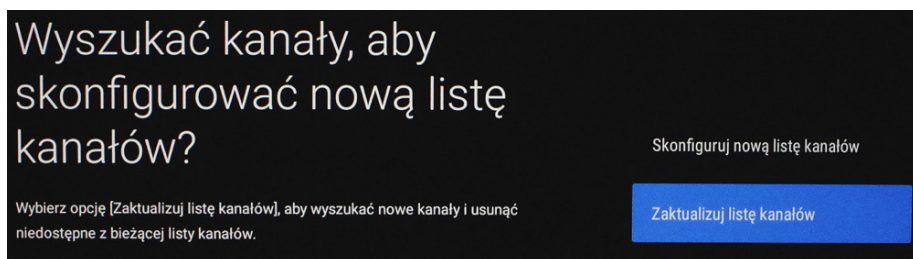 Wyszukać kanały, aby
skonfigurować nową listę
kanałów?
Wybierz opcję [Zaktualizuj listę kanałów], aby wyszukać nowe kanały i usunąć
niedostępne z bieżącej listy kanałów.
Skonfiguruj nową listę kanałów
Zaktualizuj listę kanałów